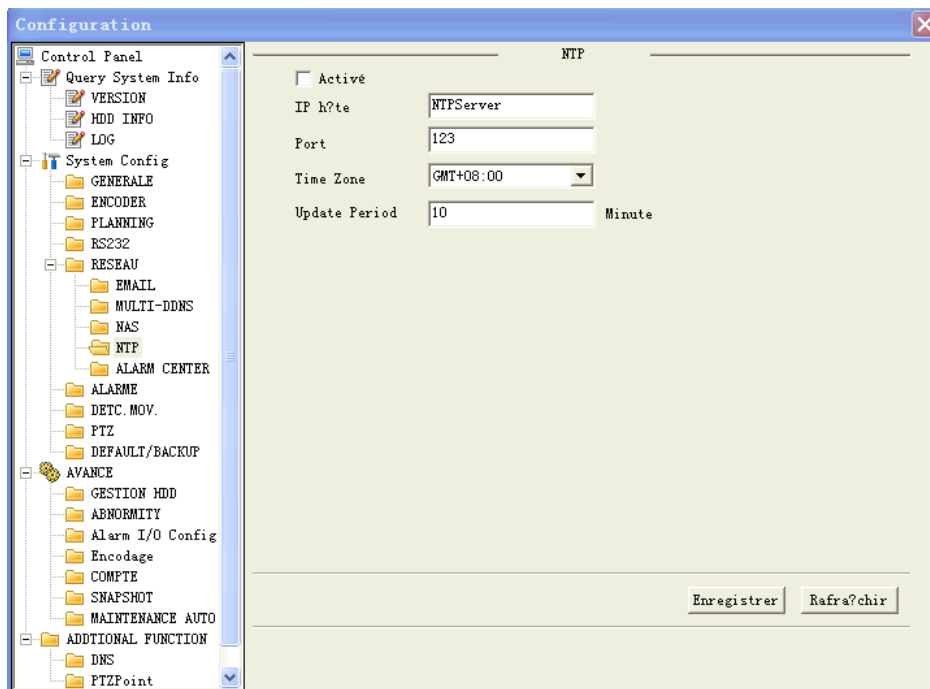 Configuration
Control Panel
Query System Info
VERSION
HDD INFO
LOG
System Config
GENERALE
ENCODER
PLANNING
RS232
RESEAU
EMAIL
MULTI-DDNS
NAS
NTP
ALARM CENTER
ALARME
DETC.MOV.
PTZ
DEFAULT/BACKUP
AVANCE
GESTION HDD
ABNORMITY
Alarm I/O Config
Encodage
COMPTE
SNAPSHOT
MAINTENANCE AUTO
ADDTIONAL FUNCTION
DNS
PTZPoint
NTP
Activé
IP h?te NTPServer
Port 123
Time Zone GMT+08:00
Update Period 10 Minute
Enregistrer Rafra?chir